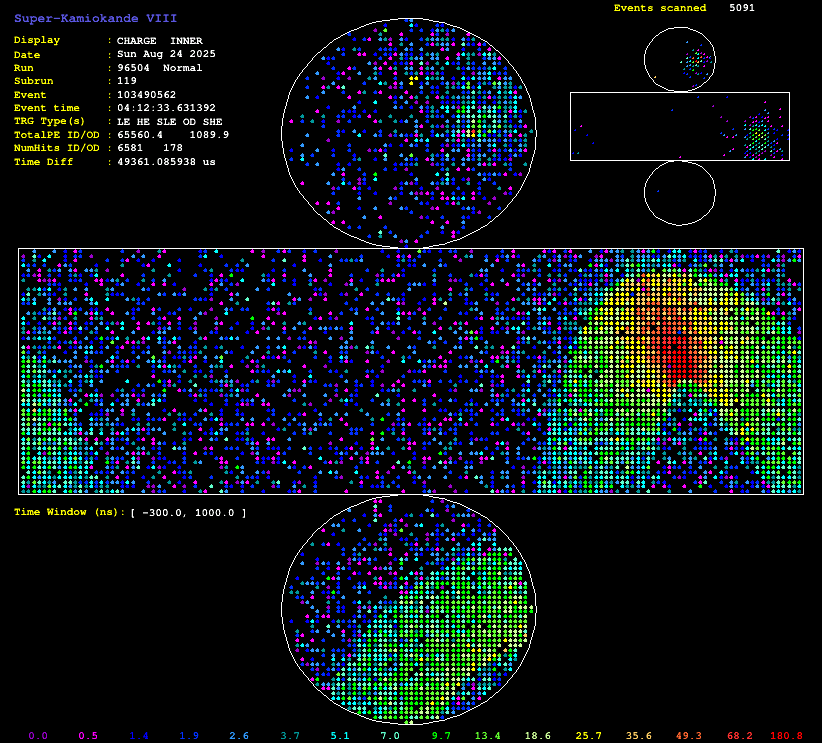 Super-Kamiokande VIII
Events scanned 5091
Display : CHARGE INNER
Date : Sun Aug 24 2025
Run : 96504 Normal
Subrun : 119
Event : 103490562
Event time : 04:12:33.631392
TRG Type(s) : LE HE SLE OD SHE
TotalPE ID/OD : 65560.4 1089.9
NumHits ID/OD : 6581 178
Time Diff : 49361.085938 us
Time Window (ns): [ -300.0, 1000.0 ]
0.0 0.5 1.4 1.9 2.6 3.7 5.1 7.0 9.7 13.4 18.6 25.7 35.6 49.3 68.2 180.8